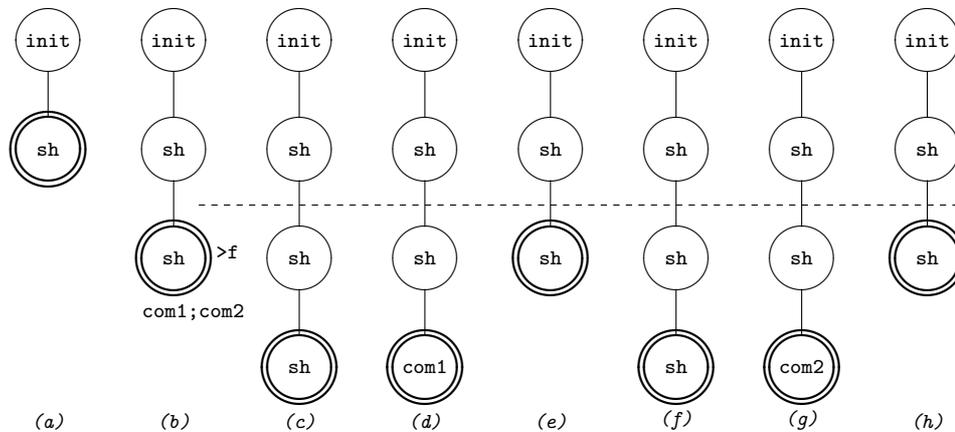 init init init init init init init init
sh sh sh sh sh sh sh sh
sh >f sh sh sh sh sh sh
com1;com2
sh com1 sh com2
(a) (b) (c) (d) (e) (f) (g) (h)